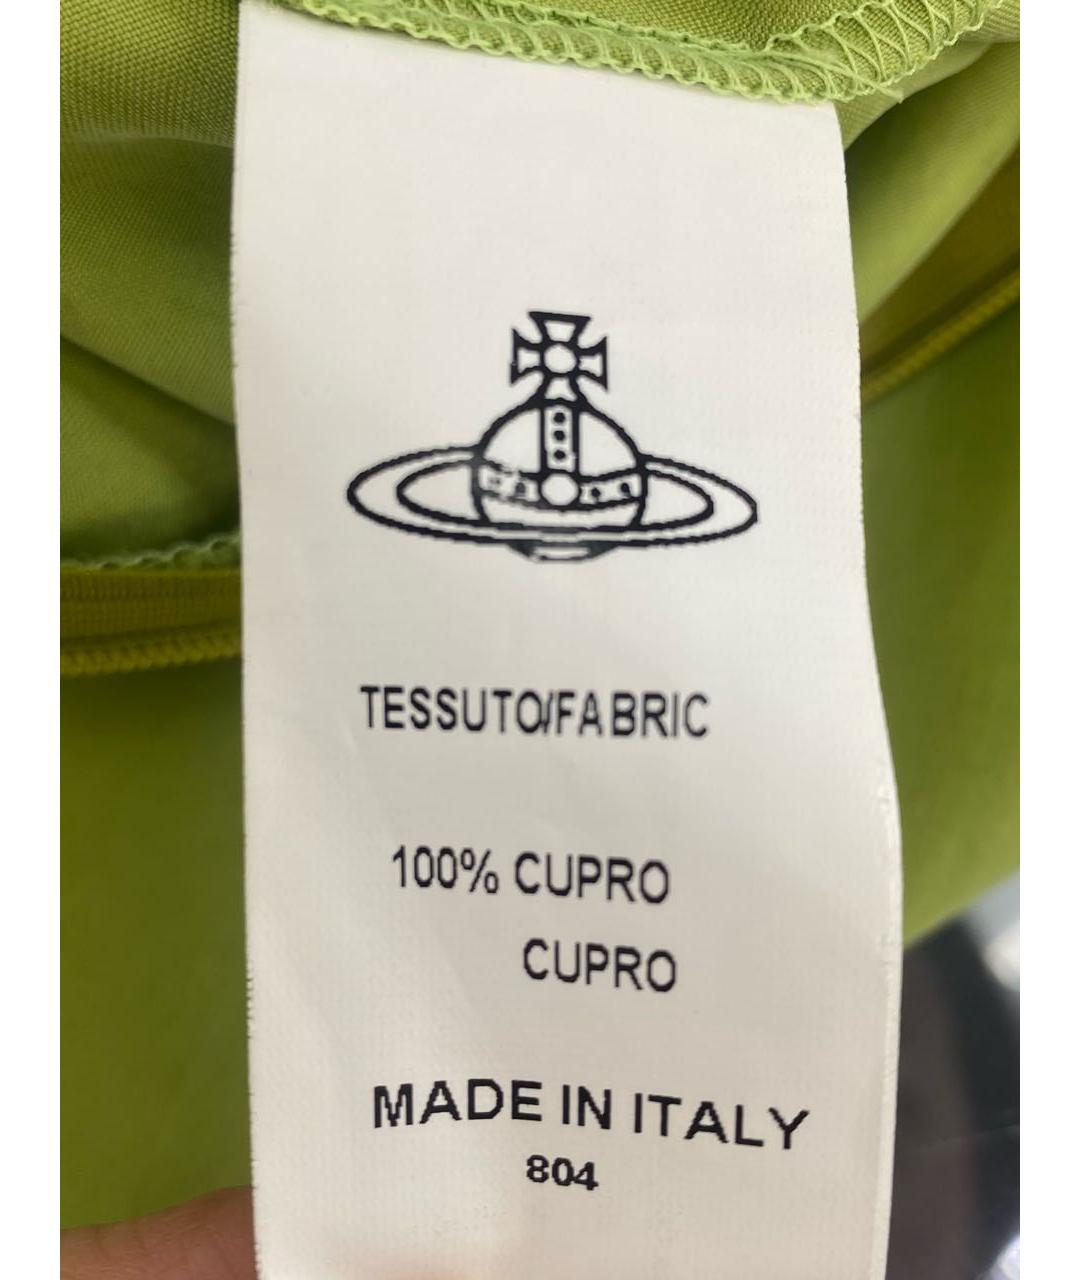 TESSUTO/FABRIC
100% CUPRO
CUPRO
MADE IN ITALY
804